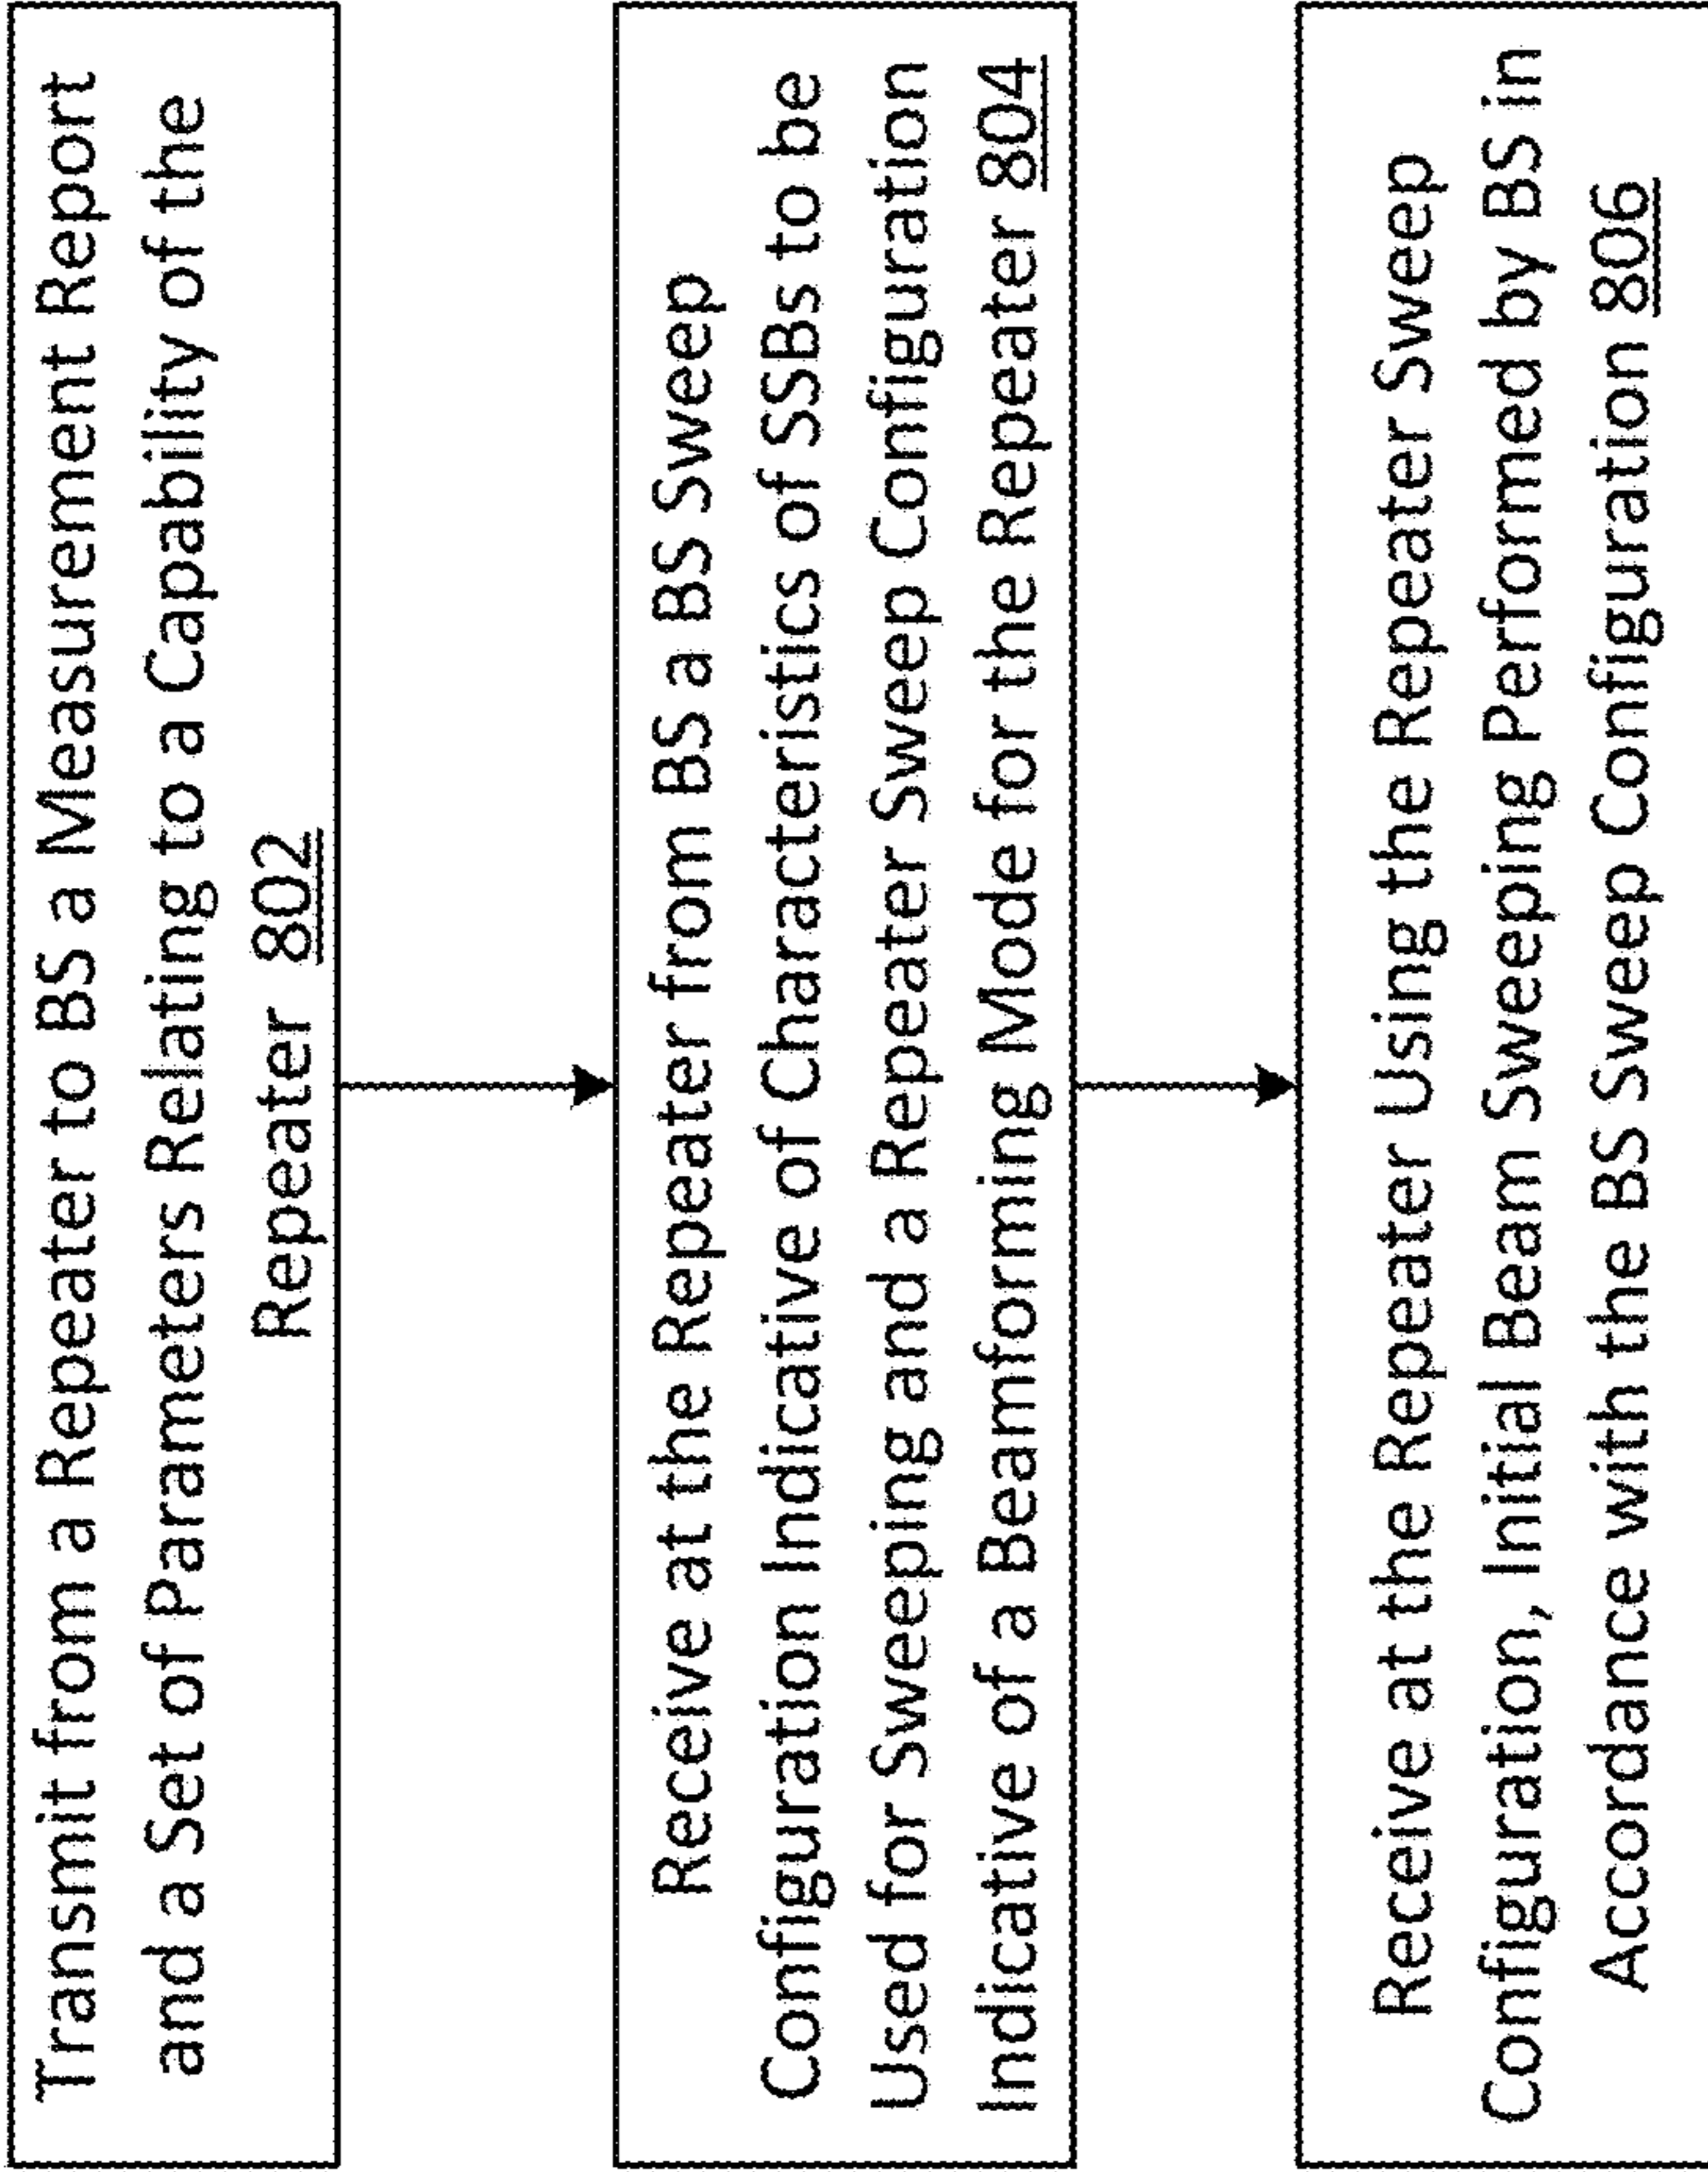 Transmit from a Repeater to BS a Measurement Report
and a Set of Parameters Relating to a Capability of the
Repeater 802
Receive at the Repeater from BS a BS Sweep
Configuration Indicative of Characteristics of SSBs to be
Used for Sweeping and a Repeater Sweep Configuration
Indicative of a Beamforming Mode for the Repeater 804
Receive at the Repeater Using the Repeater Sweep
Configuration, Initial Beam Sweeping Performed by BS in
Accordance with the BS Sweep Configuration 806